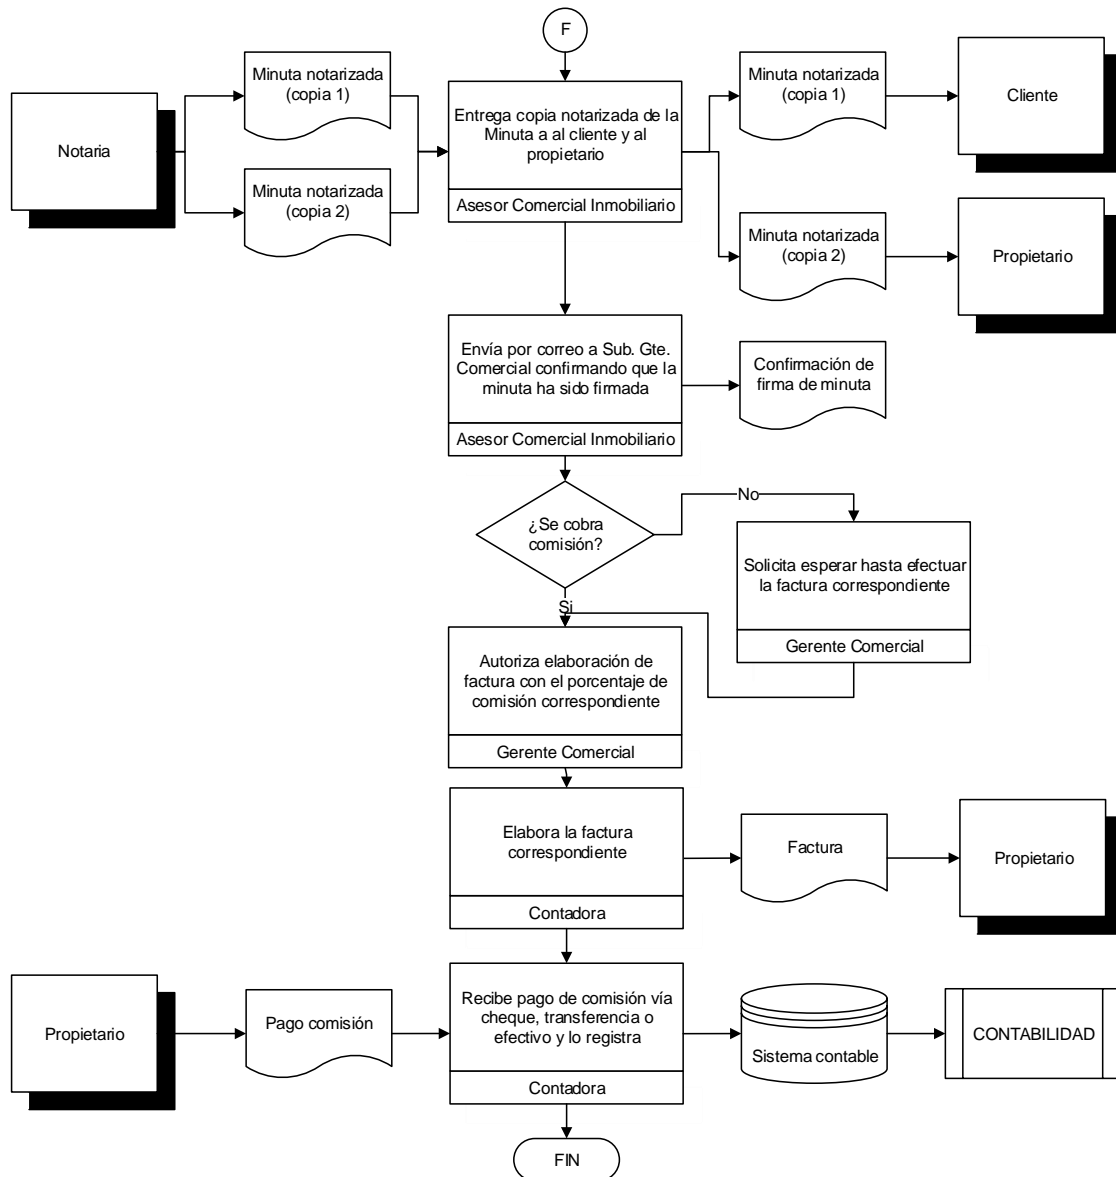 F
Notaria
Minuta notarizada
(copia 1)
Minuta notarizada
(copia 2)
Entrega copia notarizada de la
Minuta a al cliente y al
propietario
Asesor Comercial Inmobiliario
Minuta notarizada
(copia 1)
Cliente
Minuta notarizada
(copia 2)
Propietario
Envía por correo a Sub. Gte.
Comercial confirmando que la
minuta ha sido firmada
Asesor Comercial Inmobiliario
Confirmación de
firma de minuta
¿Se cobra
comisión?
No
Solicita esperar hasta efectuar
la factura correspondiente
Gerente Comercial
Si
Autoriza elaboración de
factura con el porcentaje de
comisión correspondiente
Gerente Comercial
Elabora la factura
correspondiente
Contadora
Factura
Propietario
Propietario
Pago comisión
Recibe pago de comisión vía
cheque, transferencia o
efectivo y lo registra
Contadora
Sistema contable
CONTABILIDAD
FIN